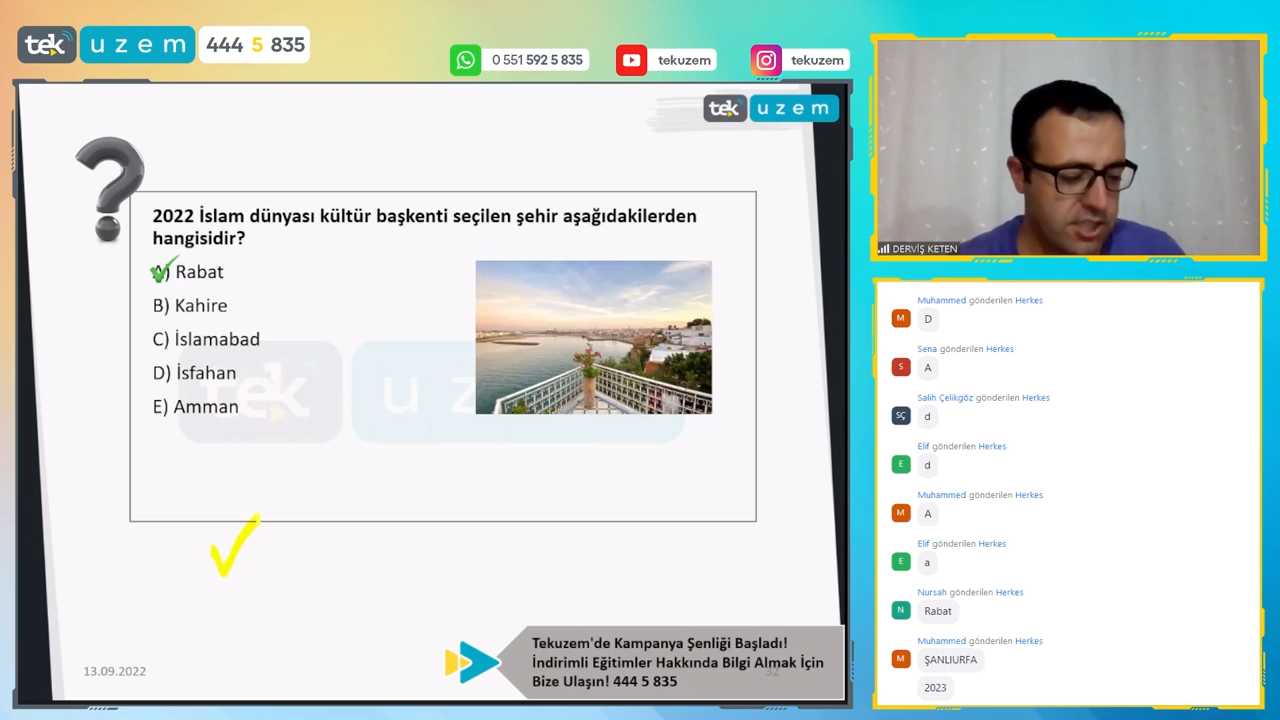 tek uzem 444 5 835
0 551 592 5 835
tekuzem
tekuzem
tek uzem
2022 İslam dünyası kültür başkenti seçilen şehir aşağıdakilerden
hangisidir?
A) Rabat
B) Kahire
C) İslamabad
D) İsfahan
E) Amman
tek uz
13.09.2022
32
Tekuzem'de Kampanya Şenliği Başladı!
İndirimli Eğitimler Hakkında Bilgi Almak İçin
Bize Ulaşın! 444 5 835
DERVİŞ KETEN
Muhammed gönderilen Herkes
M D
Sena gönderilen Herkes
S A
Salih Çelikgöz gönderilen Herkes
SÇ d
Elif gönderilen Herkes
E d
Muhammed gönderilen Herkes
M A
Elif gönderilen Herkes
E a
Nursah gönderilen Herkes
N Rabat
Muhammed gönderilen Herkes
M ŞANLIURFA
2023